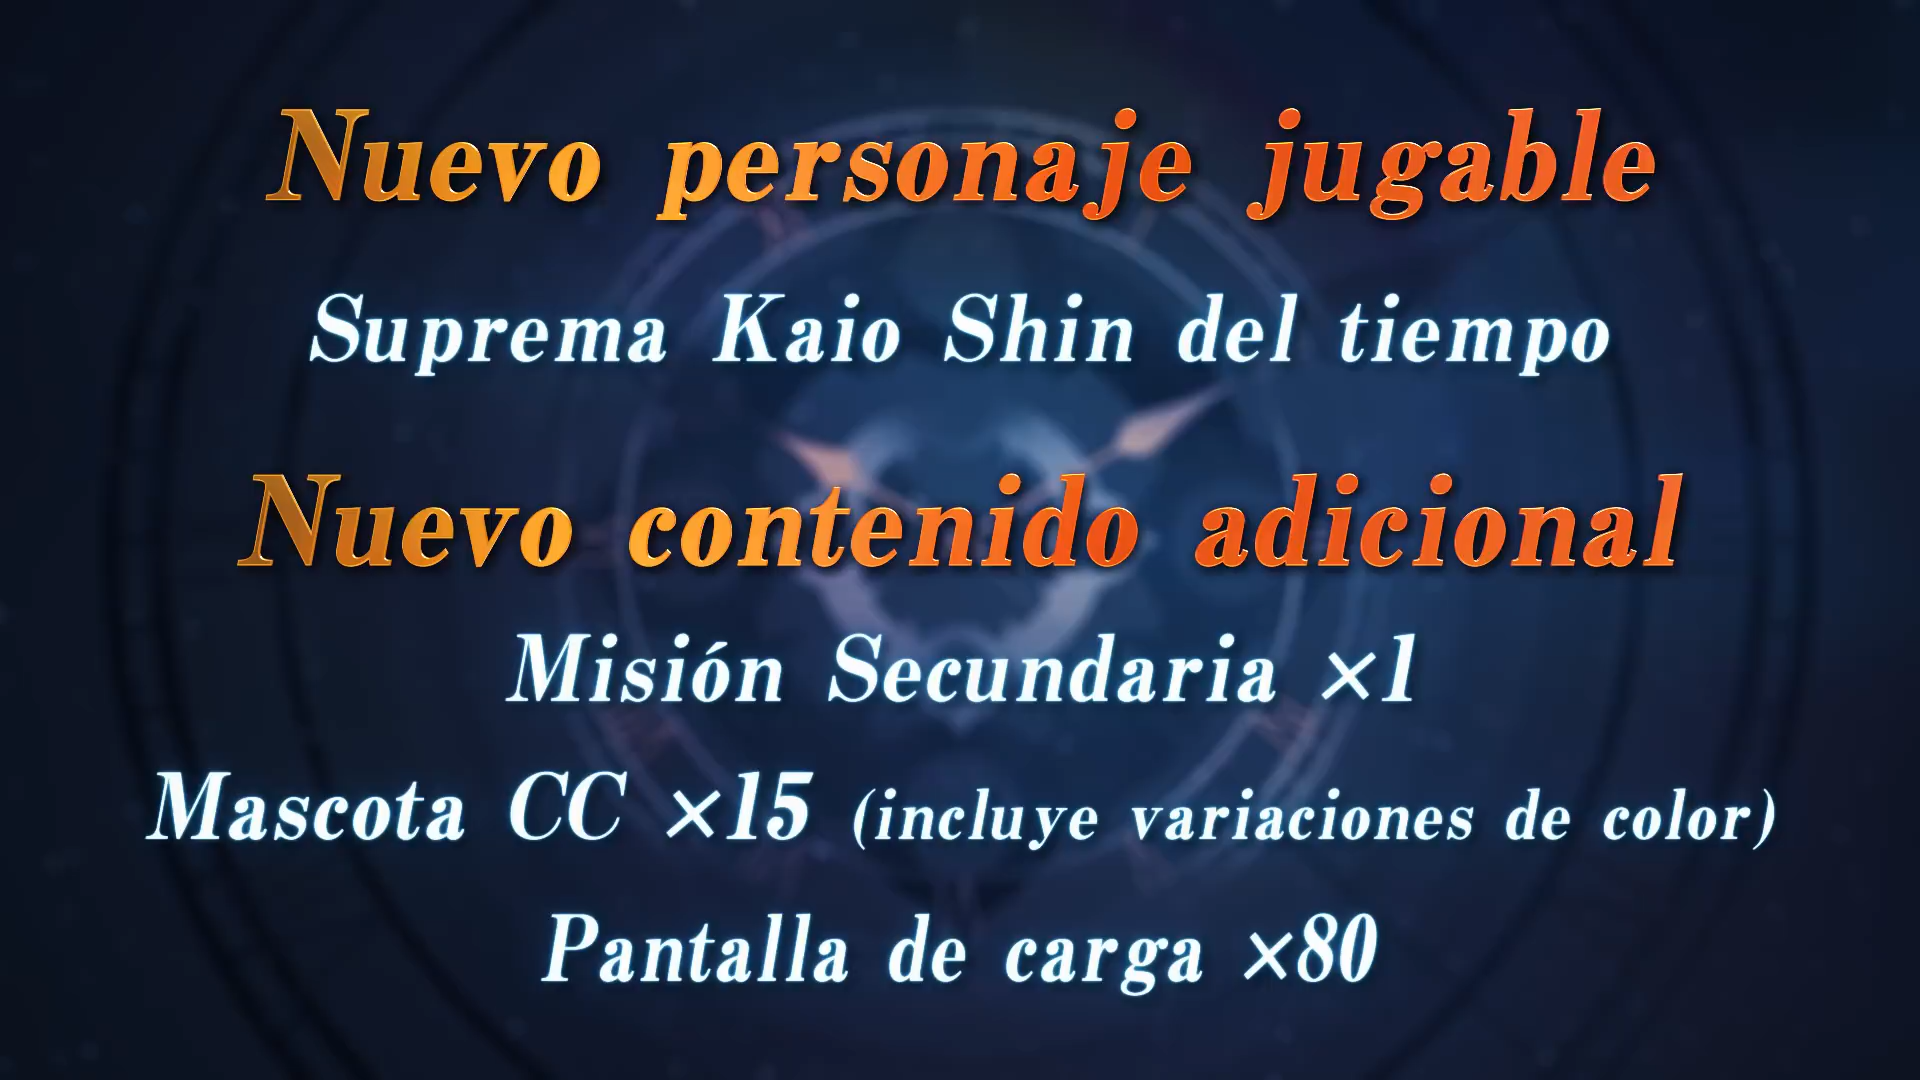 Nuevo personaje jugable
Suprema Kaio Shin del tiempo
Nuevo contenido adicional
Misión Secundaria ×1
Mascota CC ×15 (incluye variaciones de color)
Pantalla de carga ×80